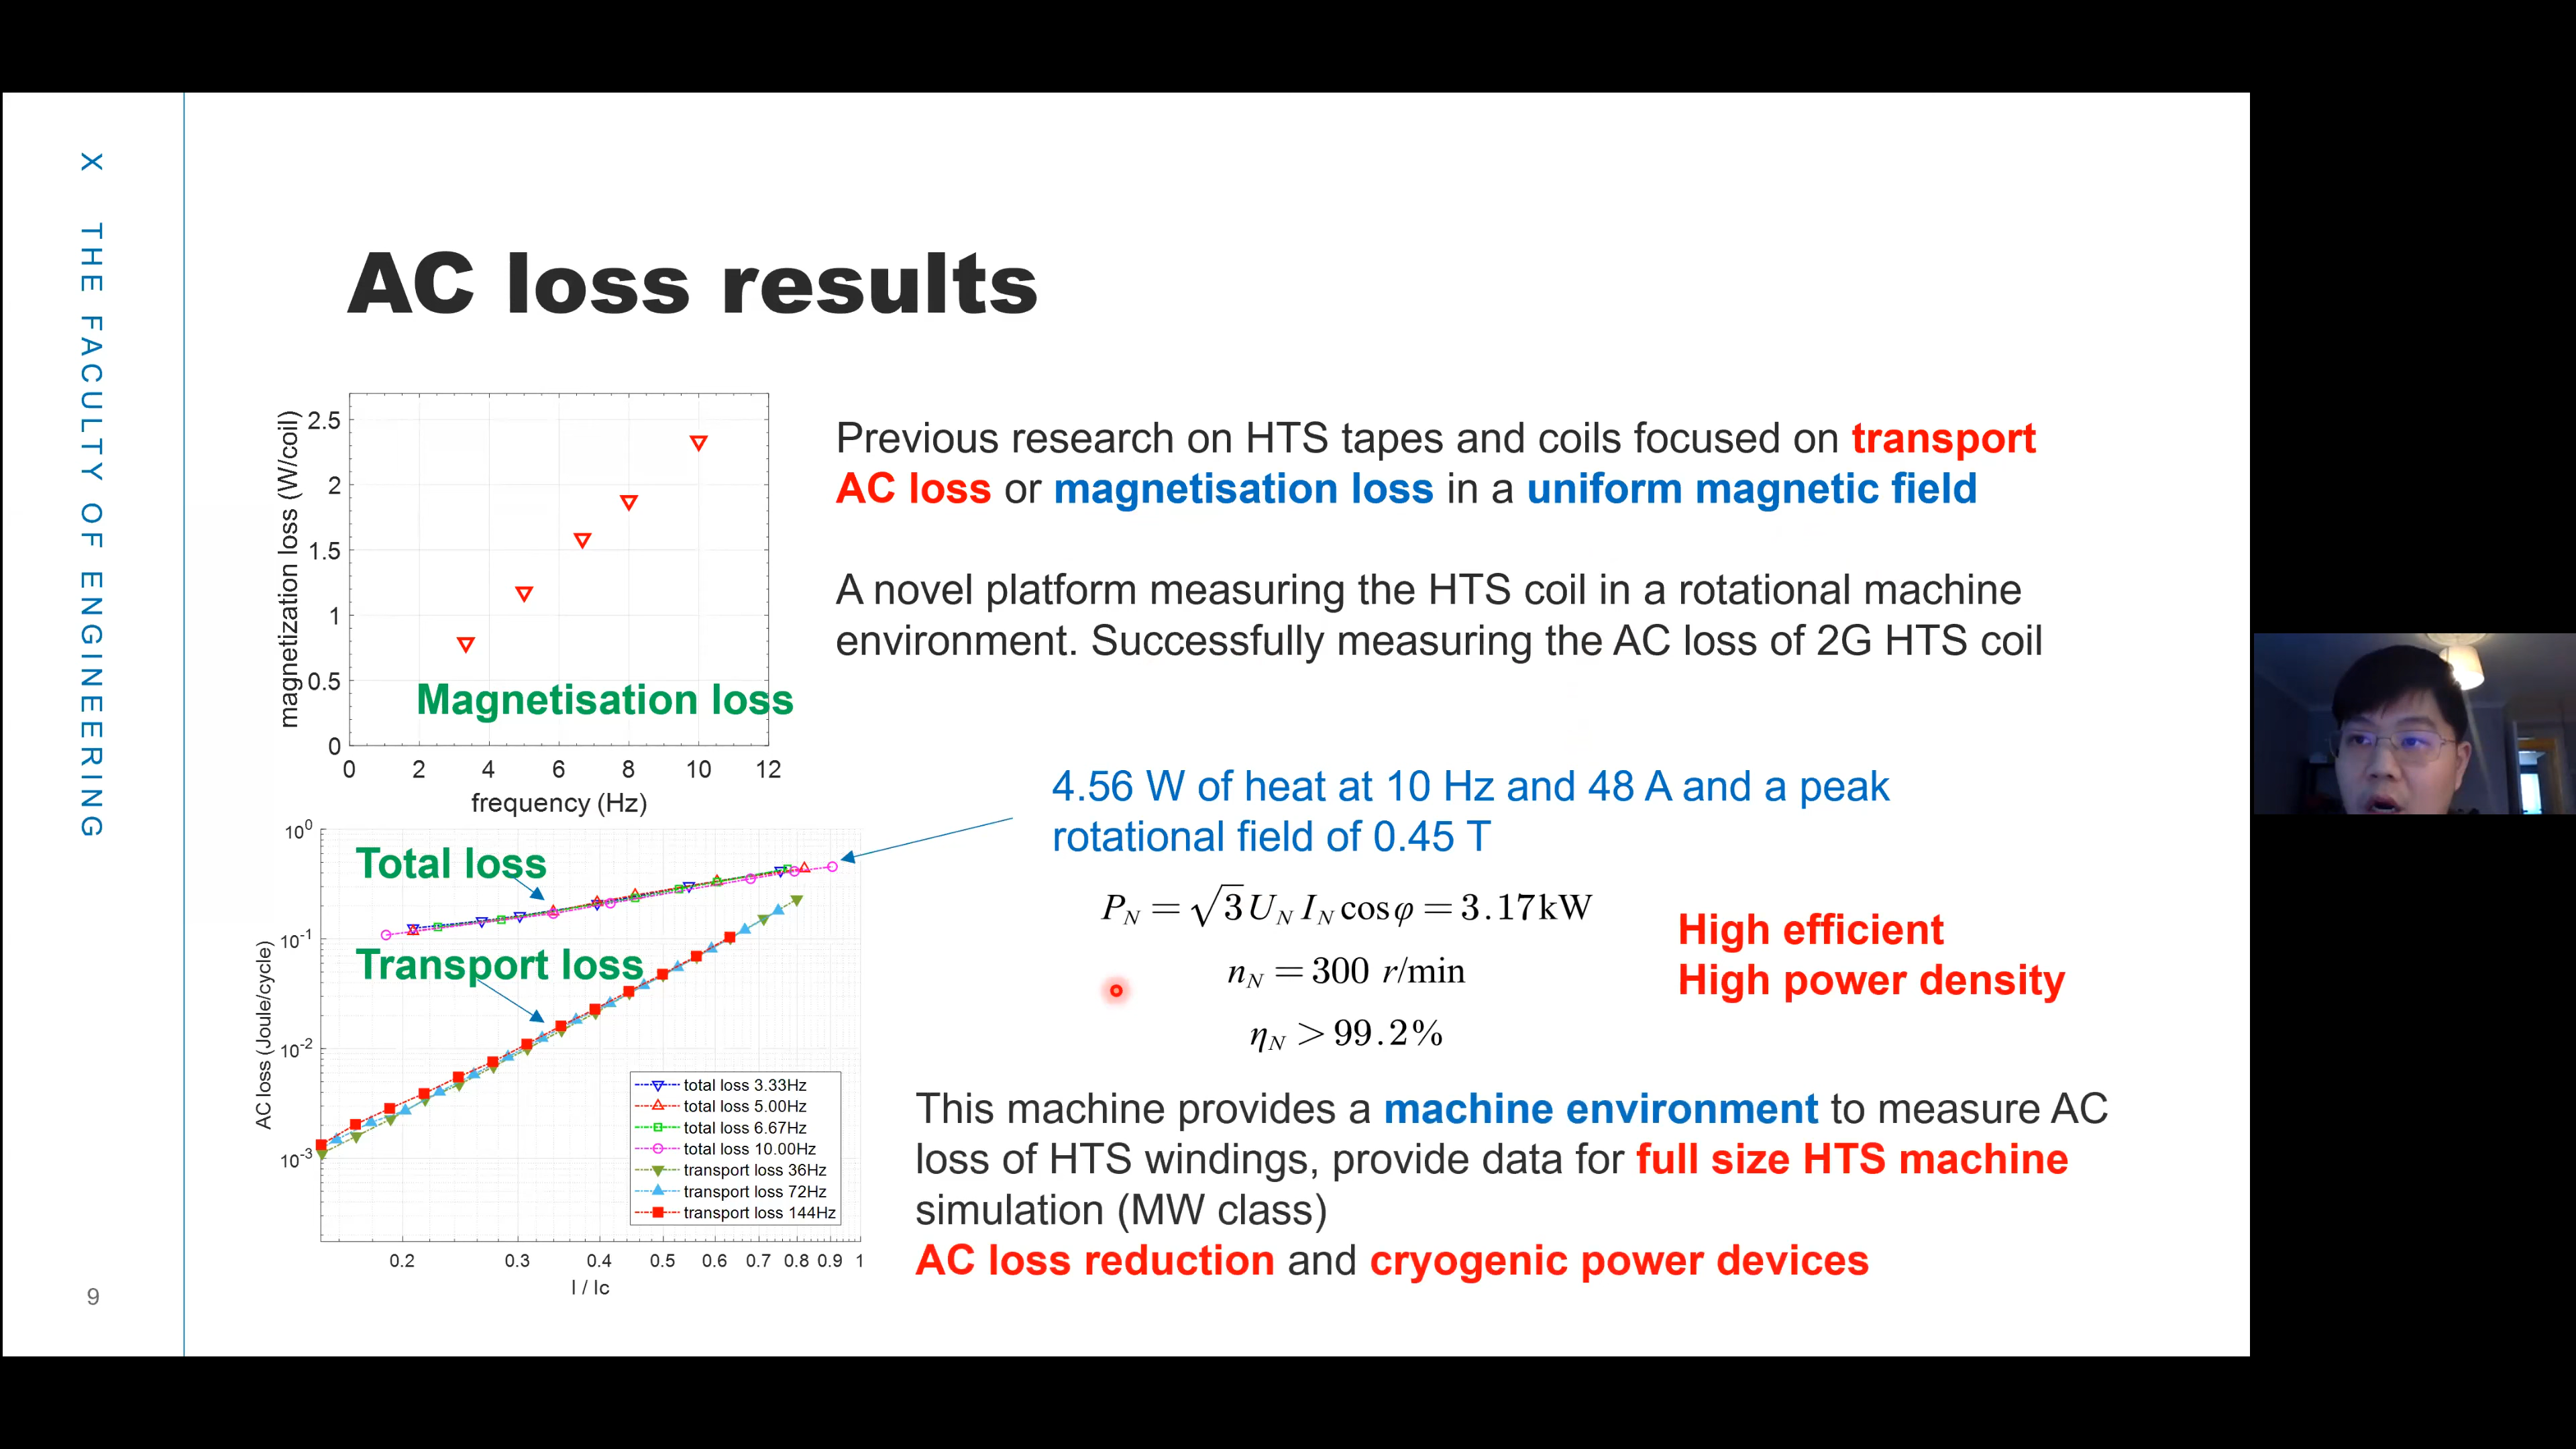 X THE FACULTY OF ENGINEERING
AC loss results
magnetization loss (W/coil)
2.5
2
1.5
1
0.5
0
Magnetisation loss
0 2 4 6 8 10 12
frequency (Hz)
Previous research on HTS tapes and coils focused on transport
AC loss or magnetisation loss in a uniform magnetic field
A novel platform measuring the HTS coil in a rotational machine
environment. Successfully measuring the AC loss of 2G HTS coil
AC loss (Joule/cycle)
10^0
10^-1
10^-2
10^-3
Total loss
Transport loss
total loss 3.33Hz
total loss 5.00Hz
total loss 6.67Hz
total loss 10.00Hz
transport loss 36Hz
transport loss 72Hz
transport loss 144Hz
0.2 0.3 0.4 0.5 0.6 0.7 0.8 0.9 1
I / Ic
4.56 W of heat at 10 Hz and 48 A and a peak
rotational field of 0.45 T
P_N = √3 U_N I_N cosφ = 3.17kW
n_N = 300 r/min
η_N > 99.2%
High efficient
High power density
This machine provides a machine environment to measure AC
loss of HTS windings, provide data for full size HTS machine
simulation (MW class)
AC loss reduction and cryogenic power devices
9